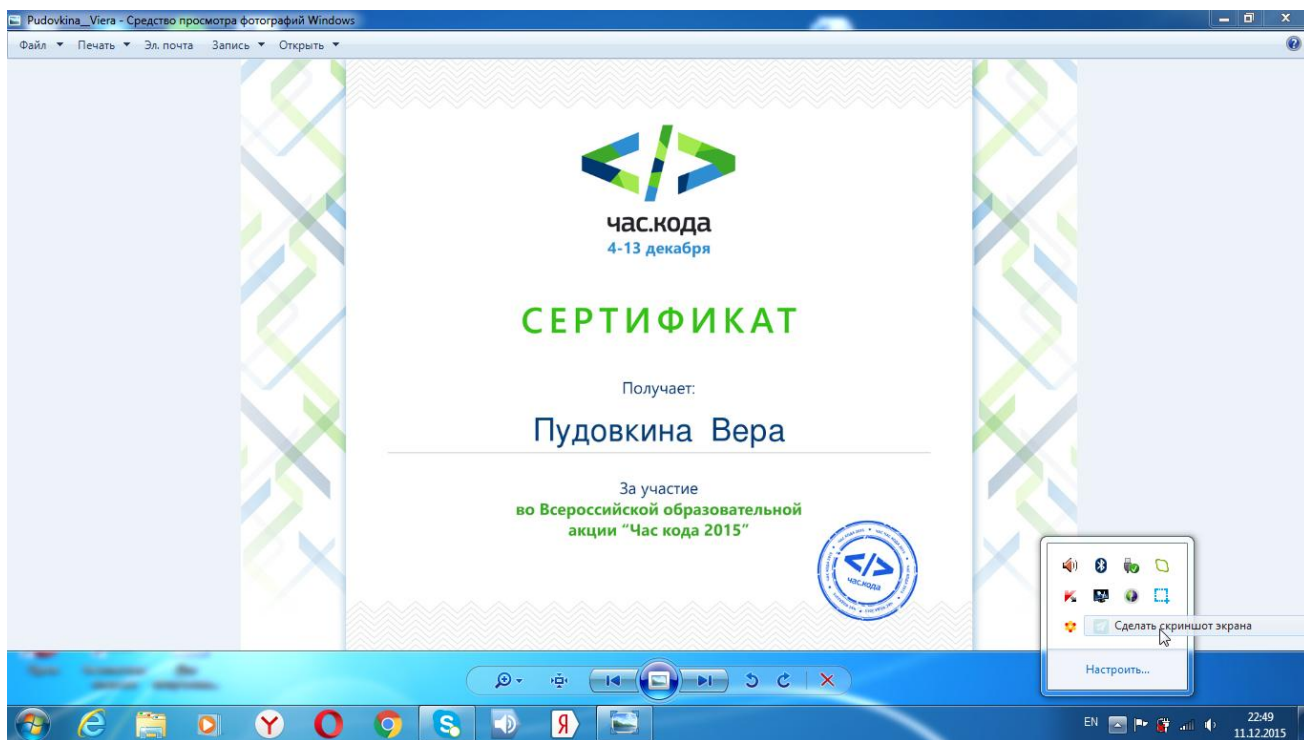 Pudovkina__Viera - Средство просмотра фотографий Windows
Файл Печать Эл. почта Запись Открыть
час.кода
4-13 декабря
СЕРТИФИКАТ
Получает:
Пудовкина Вера
За участие
во Всероссийской образовательной
акции “Час кода 2015”
час.кода
Сделать скриншот экрана
Настроить...
EN
22:49
11.12.2015